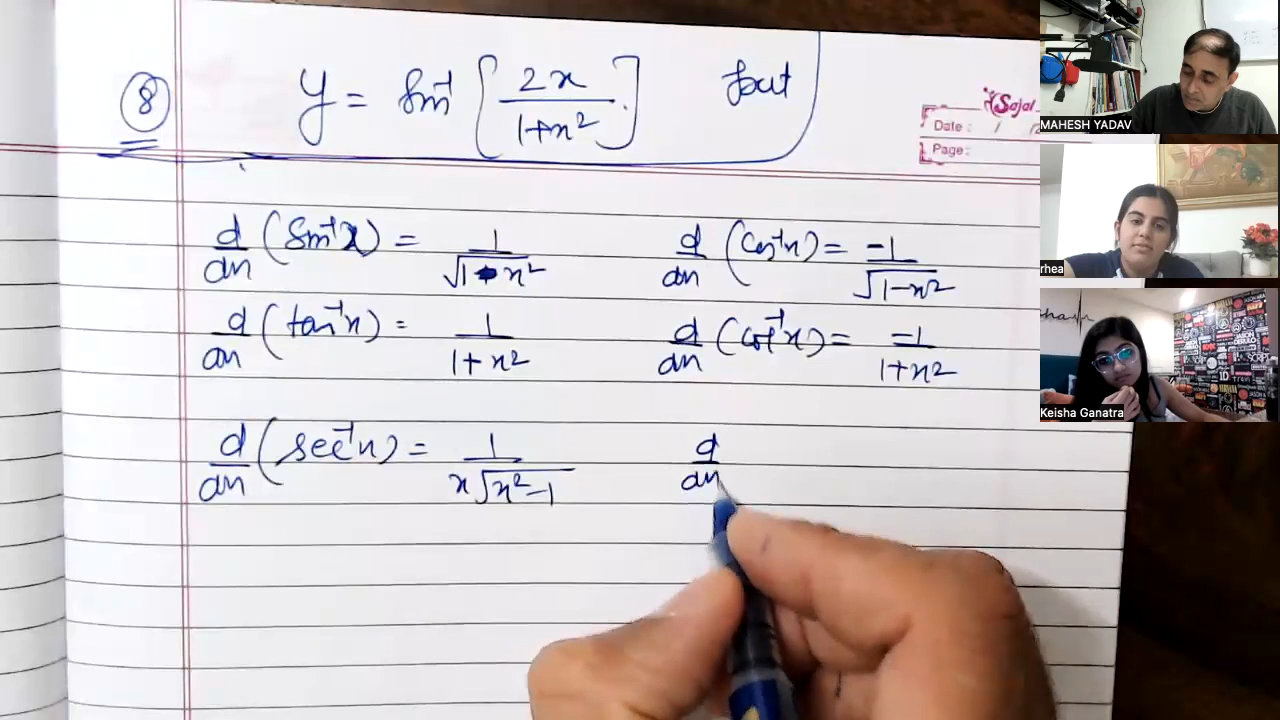 ⑧ y = Sin⁻¹ [2x / 1+x²]
Sajal
Date : / /
Page:
d/dx (Sin⁻¹x) = 1 / √1-x² d/dx (Cos⁻¹x) = -1 / √1-x²
d/dx (tan⁻¹x) = 1 / 1+x² d/dx (cot⁻¹x) = -1 / 1+x²
d/dx (sec⁻¹x) = 1 / x√x²-1 d/dx
MAHESH YADAV
rhea
Keisha Ganatra